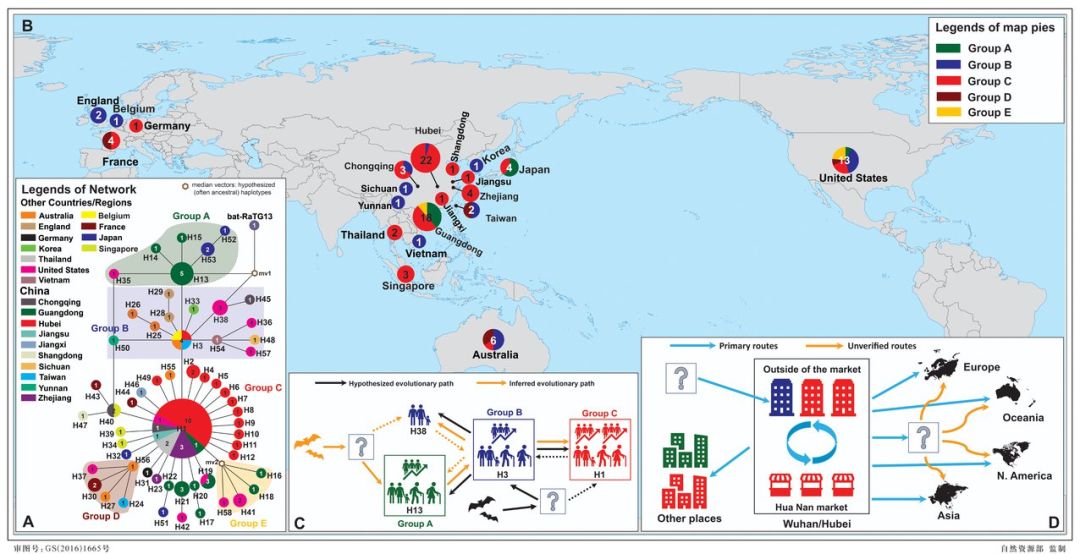 B
England
2
Belgium
1
1
Germany
4
France
Hubei
22
Shangdong
1
Korea
1
4
Japan
Chongqing
3
1
Jiangsu
Sichuan
1
4
Zhejiang
Yunnan
1
1
Jiangxi
2
Taiwan
18
Guangdong
Thailand
2
1
Vietnam
3
Singapore
6
Australia
13
United States
Legends of map pies
Group A
Group B
Group C
Group D
Group E
Legends of Network
Other Countries/Regions
Australia
Belgium
England
France
Germany
Japan
Korea
Singapore
Thailand
United States
Vietnam
China
Chongqing
Guangdong
Hubei
Jiangsu
Jiangxi
Shangdong
Sichuan
Taiwan
Yunnan
Zhejiang
median vectors: hypothesized
(often ancestral) haplotypes
Group A
bat-RaTG13
H15
H52
H14
H53
5
H13
H35
mv1
H29
H26
H33
H45
H28
H38
H36
Group B
H25
H3
H54
H48
H50
H57
H2
H55
H4
H49
H5
H46
H6
Group C
H43
H44
H7
H8
H47
H40
10
H1
H9
H39
H10
H34
H11
H32
H12
H56
mv2
H37
H22
H19
H16
H31
H30
H23
H20
H18
H27
H21
H24
H41
H58
Group D
H51
H42
H17
Group E
A
Hypothesized evolutionary path
Inferred evolutionary path
?
H38
Group B
H3
Group C
H1
H13
Group A
?
C
Primary routes
Unverified routes
?
Outside of the market
Hua Nan market
Wuhan/Hubei
Other places
?
Europe
Oceania
N. America
Asia
D
审图号: GS(2016)1665号
自然资源部 监制